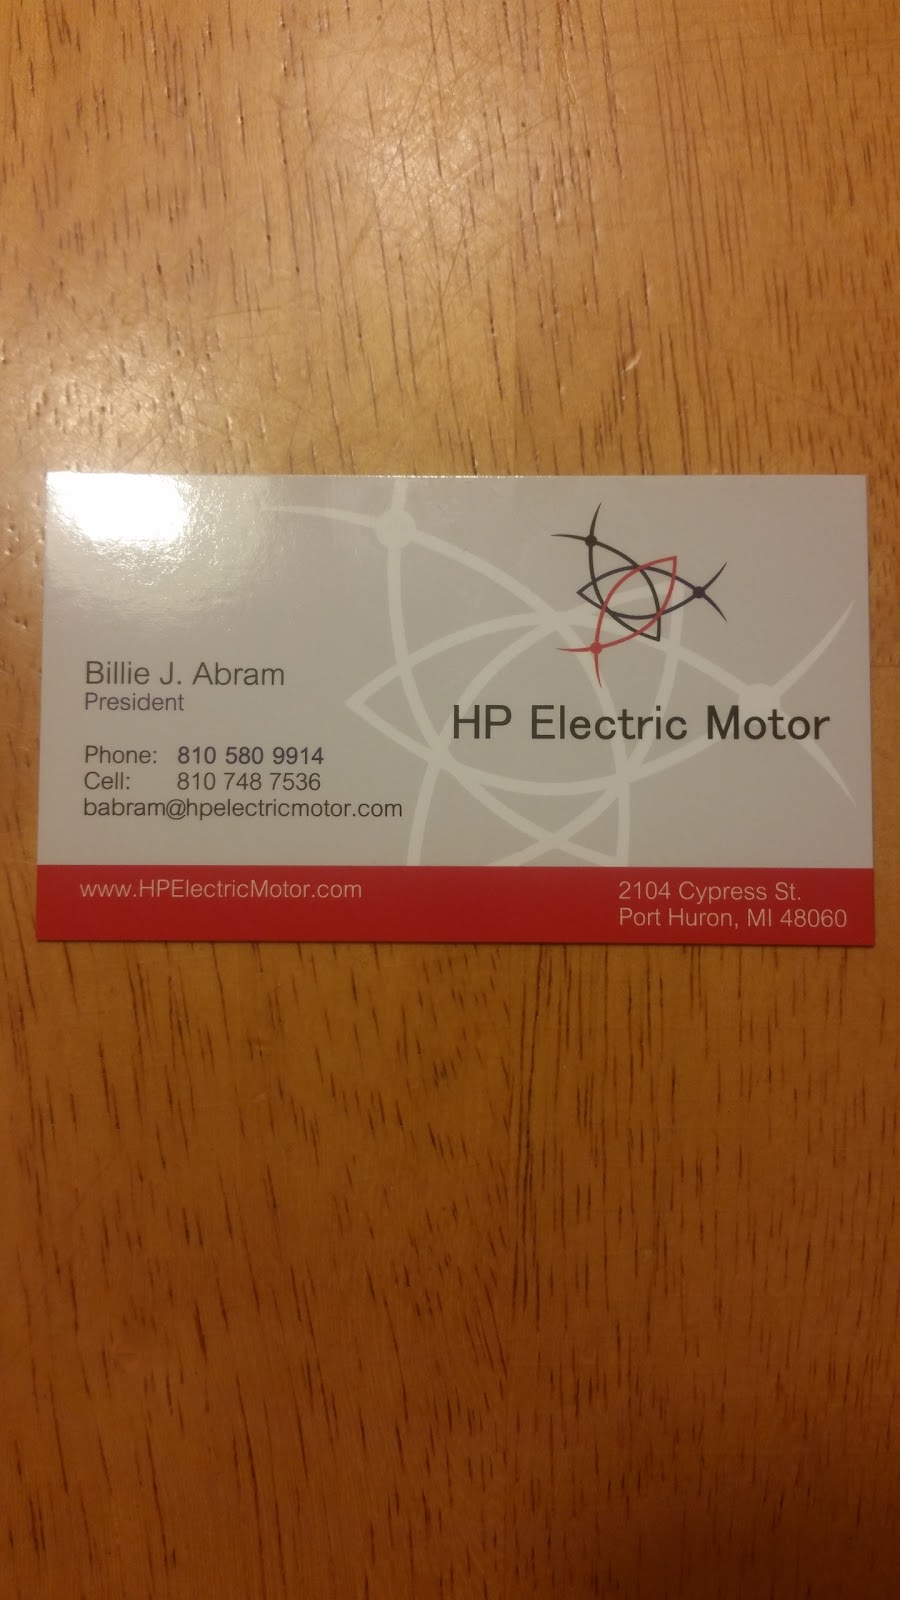 Billie J. Abram
President
Phone: 810 580 9914
Cell: 810 748 7536
babram@hpelectricmotor.com
HP Electric Motor
www.HPElectricMotor.com
2104 Cypress St.
Port Huron, MI 48060